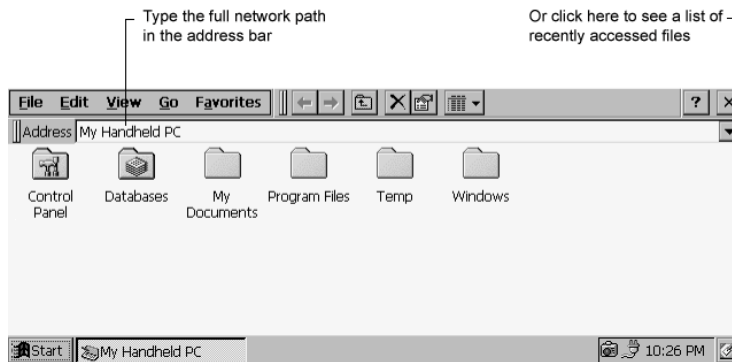 Type the full network path
in the address bar
Or click here to see a list of
recently accessed files
File Edit View Go Favorites ?
Address My Handheld PC
Control
Panel
Databases
My
Documents
Program Files
Temp
Windows
Start My Handheld PC 10:26 PM